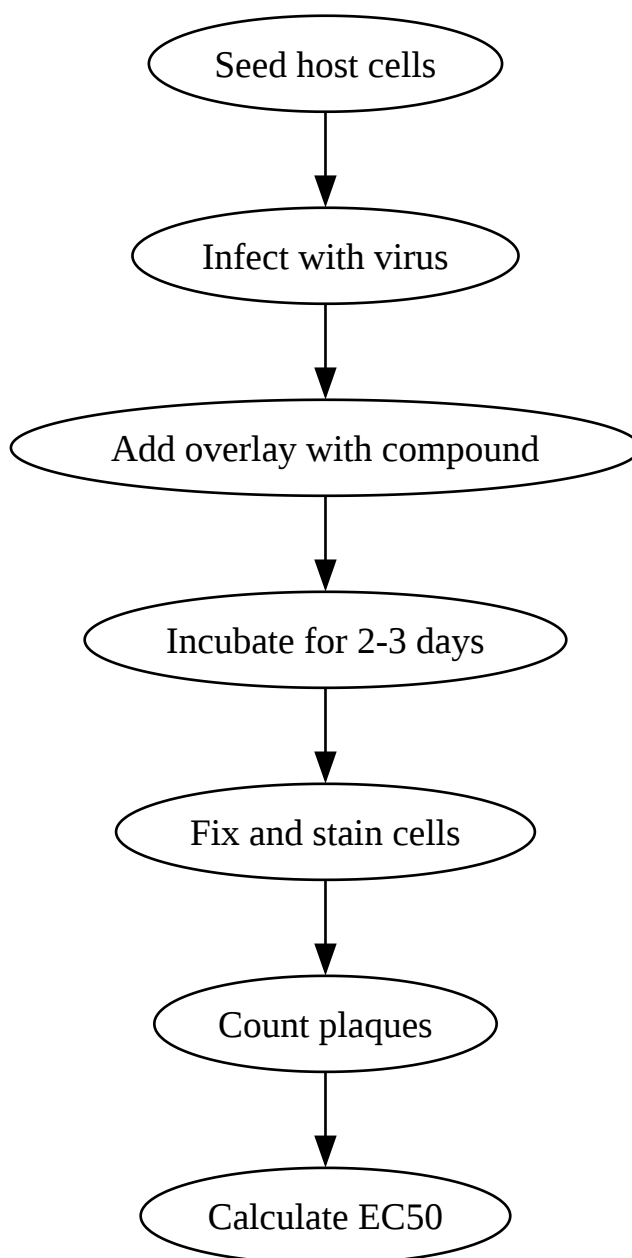 Seed host cells
Infect with virus
Add overlay with compound
Incubate for 2-3 days
Fix and stain cells
Count plaques
Calculate EC50